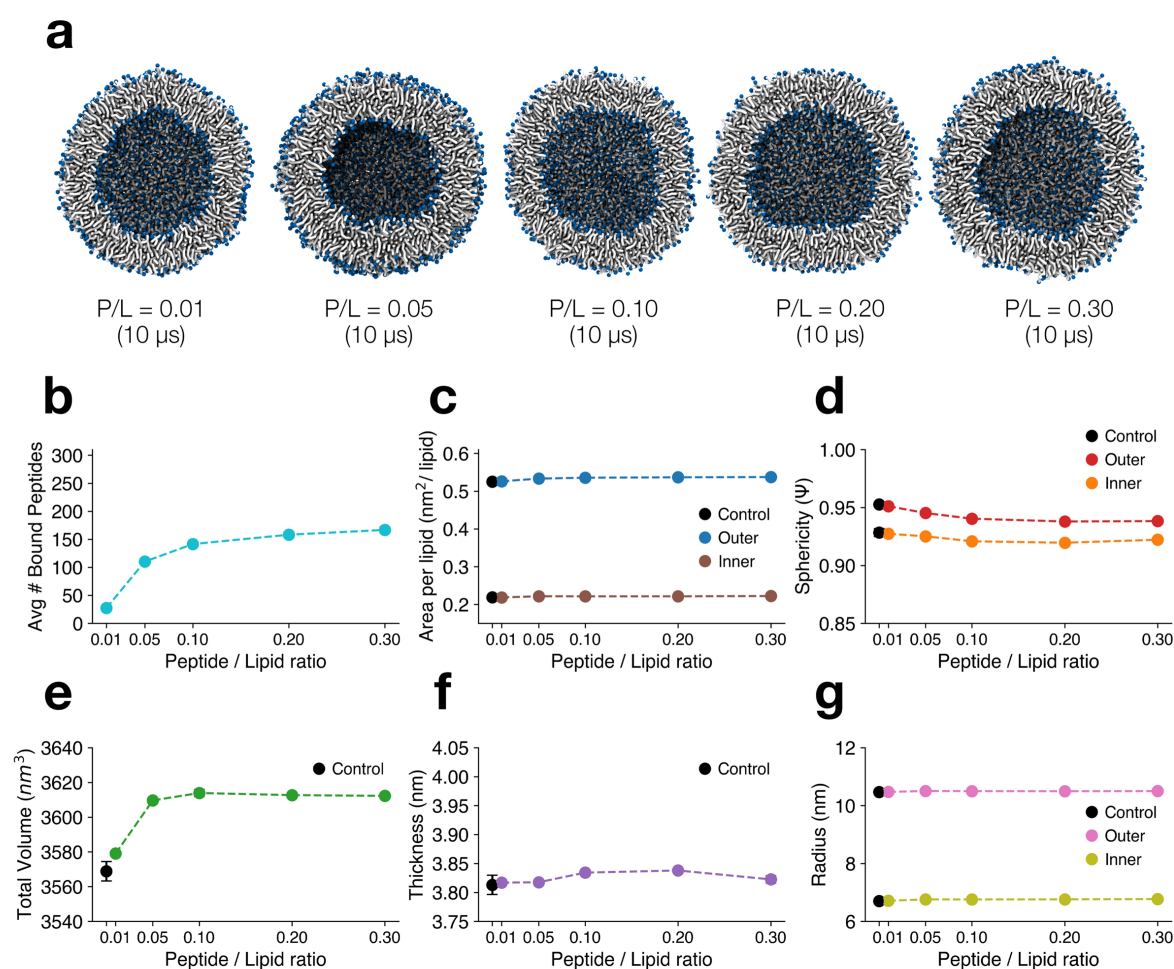 a
P/L = 0.01
(10 µs)
P/L = 0.05
(10 µs)
P/L = 0.10
(10 µs)
P/L = 0.20
(10 µs)
P/L = 0.30
(10 µs)
b
Avg # Bound Peptides
300
250
200
150
100
50
0
0.01 0.05 0.10 0.20 0.30
Peptide / Lipid ratio
c
Area per lipid (nm²/ lipid)
0.6
0.5
0.4
0.3
0.2
Control
Outer
Inner
0.01 0.05 0.10 0.20 0.30
Peptide / Lipid ratio
d
Sphericity (Ψ)
1.00
0.95
0.90
0.85
Control
Outer
Inner
0.01 0.05 0.10 0.20 0.30
Peptide / Lipid ratio
e
Total Volume (nm³)
3640
3620
3600
3580
3560
3540
Control
0.01 0.05 0.10 0.20 0.30
Peptide / Lipid ratio
f
Thickness (nm)
4.05
4.00
3.95
3.90
3.85
3.80
3.75
Control
0.01 0.05 0.10 0.20 0.30
Peptide / Lipid ratio
g
Radius (nm)
12
10
8
6
Control
Outer
Inner
0.01 0.05 0.10 0.20 0.30
Peptide / Lipid ratio